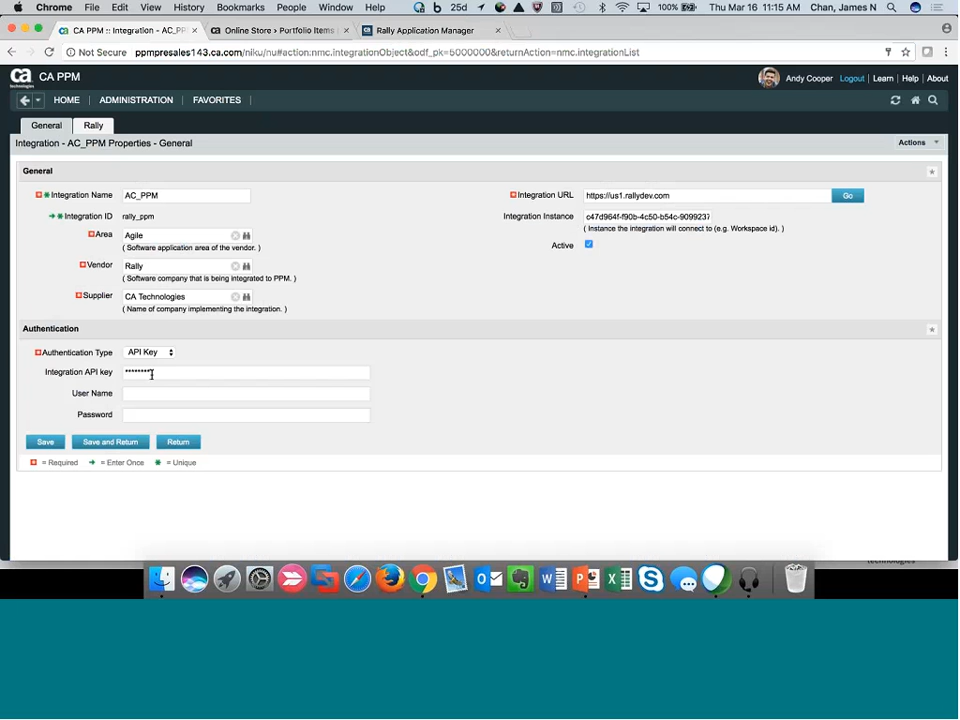 Chrome File Edit View History Bookmarks People Window Help 25d 100% Thu Mar 16 11:15 AM Chan, James N
CA PPM :: Integration - AC_PP Online Store › Portfolio Items Rally Application Manager
Not Secure ppmpresales143.ca.com/niku/nu#action:nmc.integrationObject&odf_pk=5000000&returnAction=nmc.integrationList
ca technologies CA PPM Andy Cooper Logout Learn Help About
HOME ADMINISTRATION FAVORITES
General Rally
Integration - AC_PPM Properties - General Actions
General
Integration Name AC_PPM Integration URL https://us1.rallydev.com Go
Integration ID rally_ppm Integration Instance c47d964f-f90b-4c50-b54c-9099237
( Instance the integration will connect to (e.g. Workspace id). )
Area Agile Active
( Software application area of the vendor. )
Vendor Rally
( Software company that is being integrated to PPM. )
Supplier CA Technologies
( Name of company implementing the integration. )
Authentication
Authentication Type API Key
Integration API key ********
User Name
Password
Save Save and Return Return
= Required = Enter Once = Unique
technologies